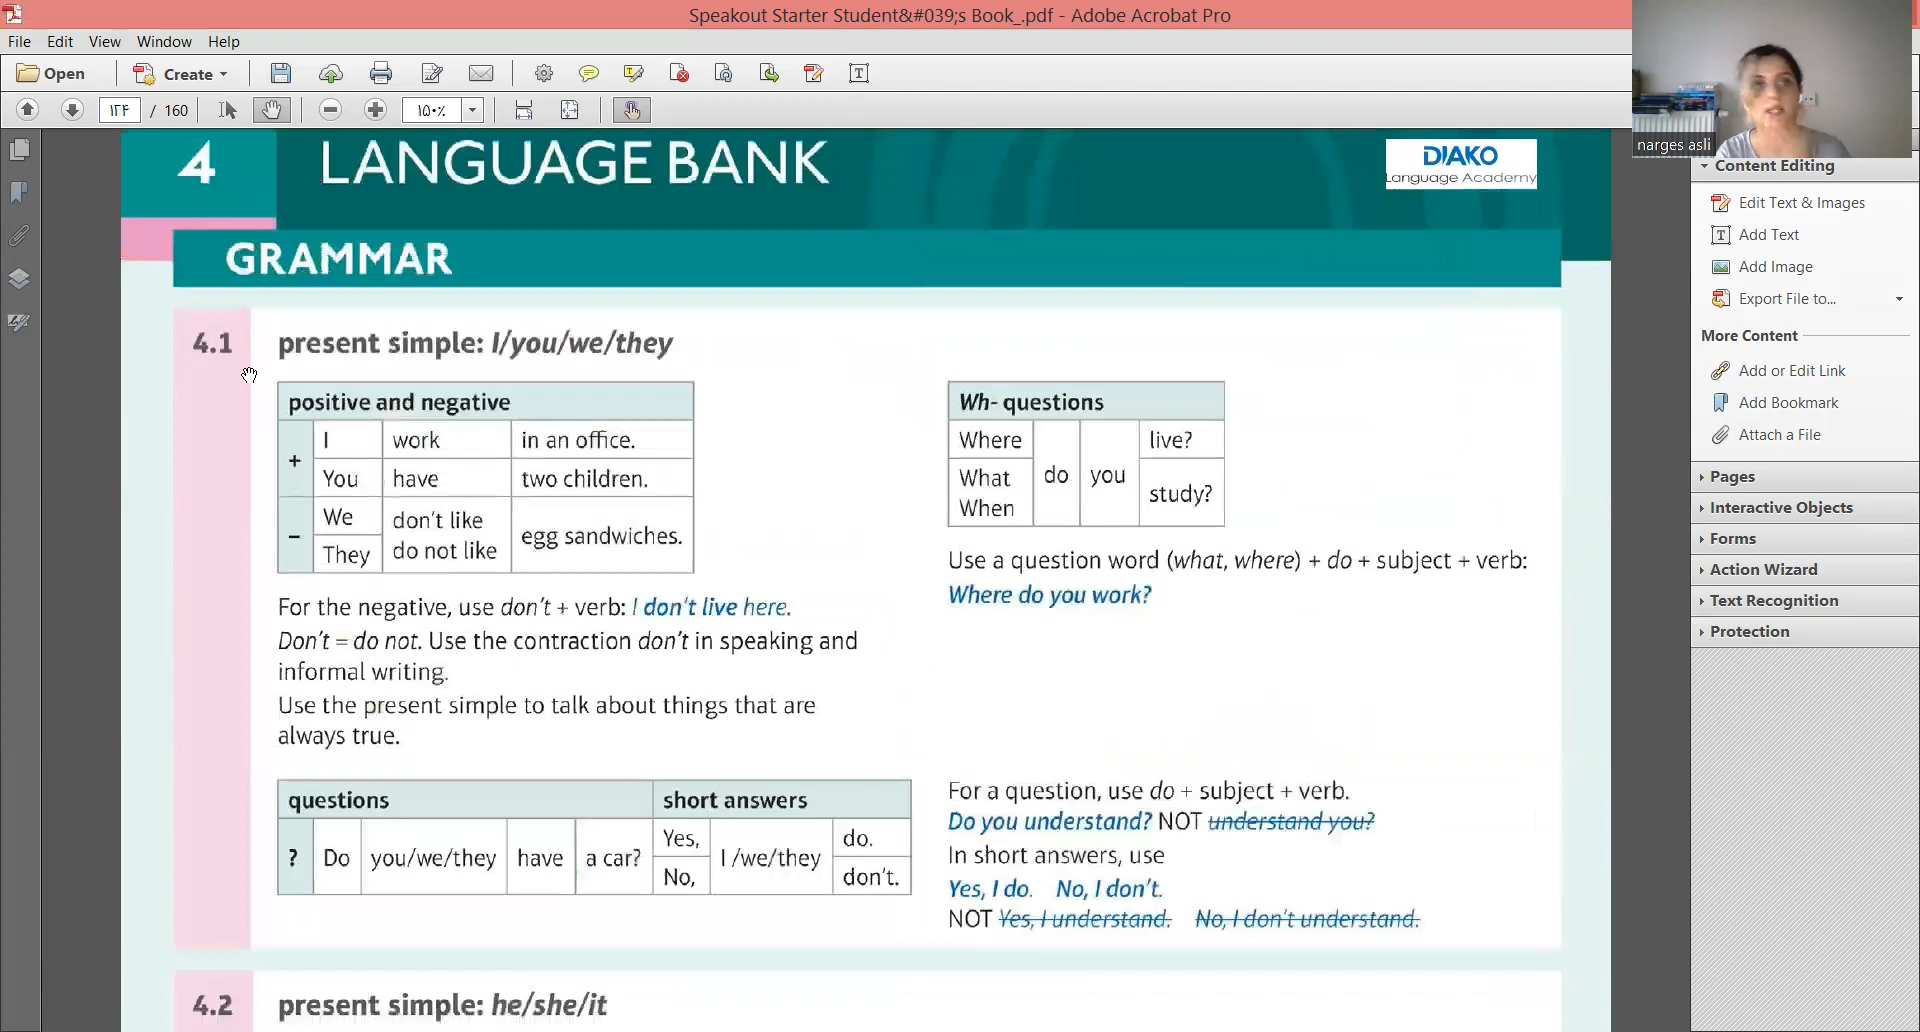 Speakout Starter Student&#039;s Book_.pdf - Adobe Acrobat Pro
File Edit View Window Help
Open Create
۱۲۴ / 160 ۱۵۰٪
narges asli
4 LANGUAGE BANK
DIAKO
Language Academy
GRAMMAR
4.1 present simple: I/you/we/they
positive and negative
+ I work in an office.
You have two children.
– We don't like
do not like egg sandwiches.
They
For the negative, use don't + verb: I don't live here.
Don't = do not. Use the contraction don't in speaking and
informal writing.
Use the present simple to talk about things that are
always true.
Wh- questions
Where do you live?
What
When study?
Use a question word (what, where) + do + subject + verb:
Where do you work?
questions short answers
? Do you/we/they have a car? Yes, I /we/they do.
No, don't.
For a question, use do + subject + verb.
Do you understand? NOT understand you?
In short answers, use
Yes, I do. No, I don't.
NOT Yes, I understand. No, I don't understand.
4.2 present simple: he/she/it
Content Editing
Edit Text & Images
Add Text
Add Image
Export File to...
More Content
Add or Edit Link
Add Bookmark
Attach a File
Pages
Interactive Objects
Forms
Action Wizard
Text Recognition
Protection